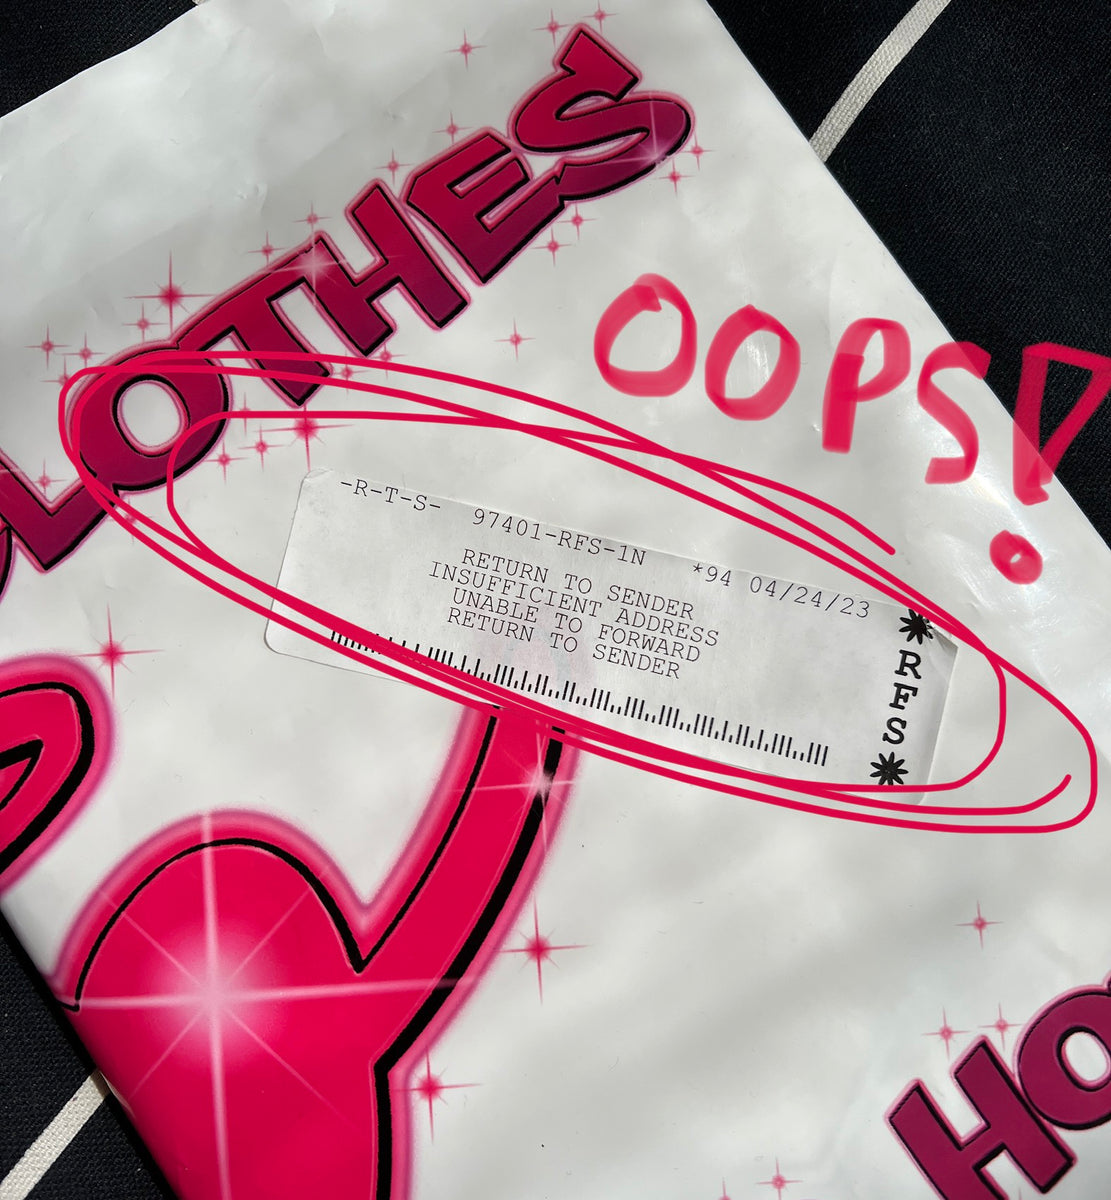 CLOTHES
OOPS!
-R-T-S- 97401-RFS-1N *94 04/24/23
RETURN TO SENDER
INSUFFICIENT ADDRESS
UNABLE TO FORWARD
RETURN TO SENDER
*RFS*
HO